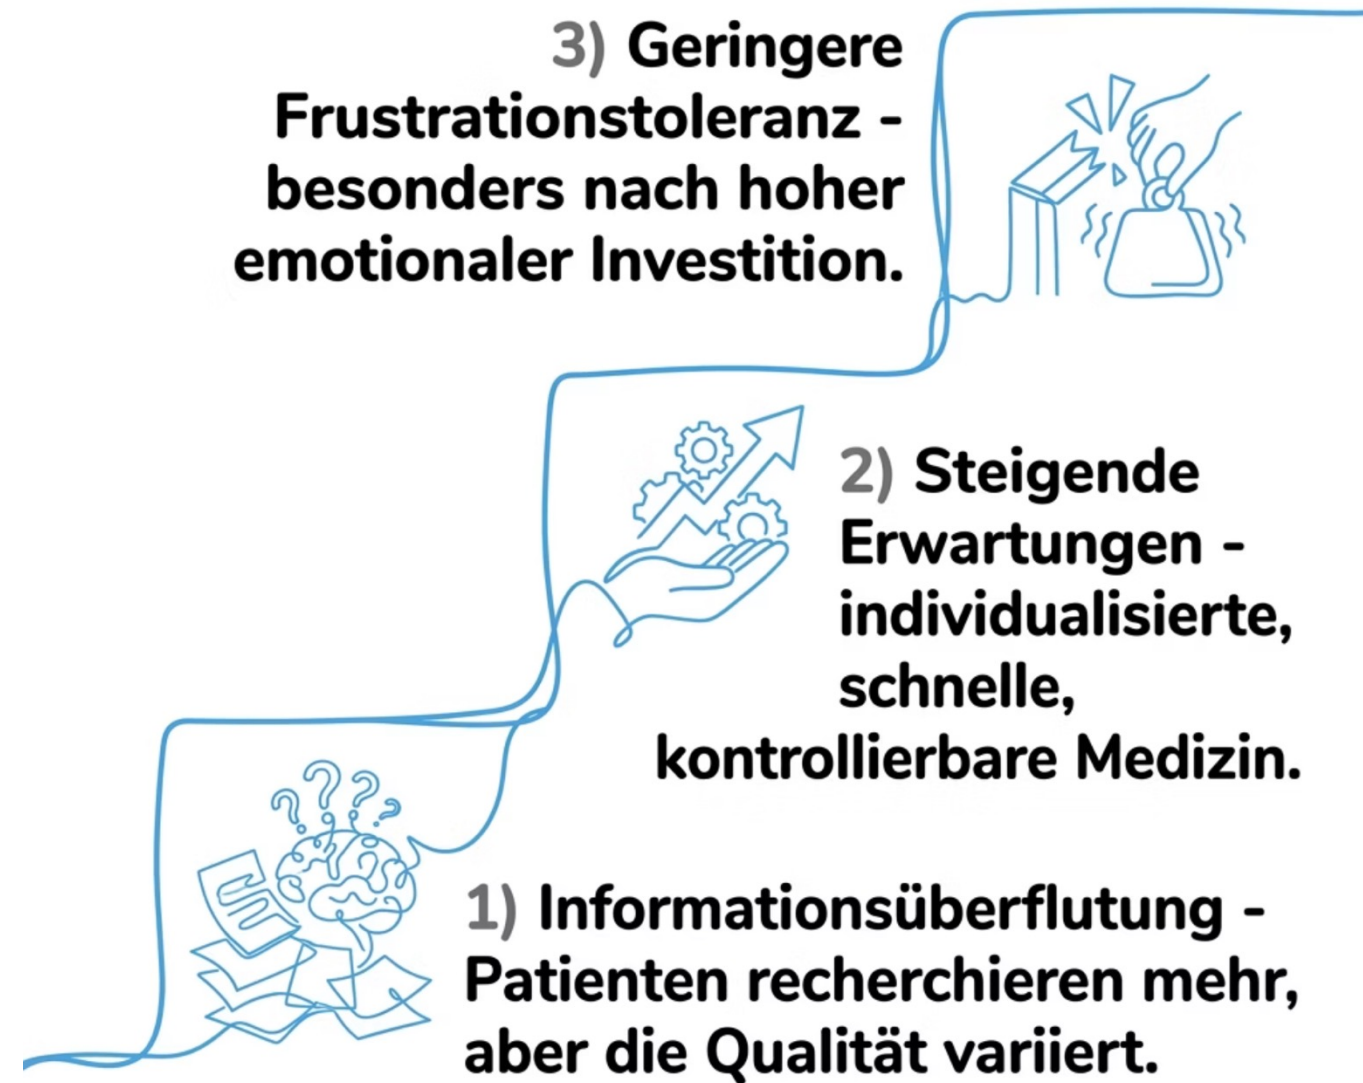 3) Geringere
Frustrationstoleranz -
besonders nach hoher
emotionaler Investition.
2) Steigende
Erwartungen -
individualisierte,
schnelle,
kontrollierbare Medizin.
1) Informationsüberflutung -
Patienten recherchieren mehr,
aber die Qualität variiert.